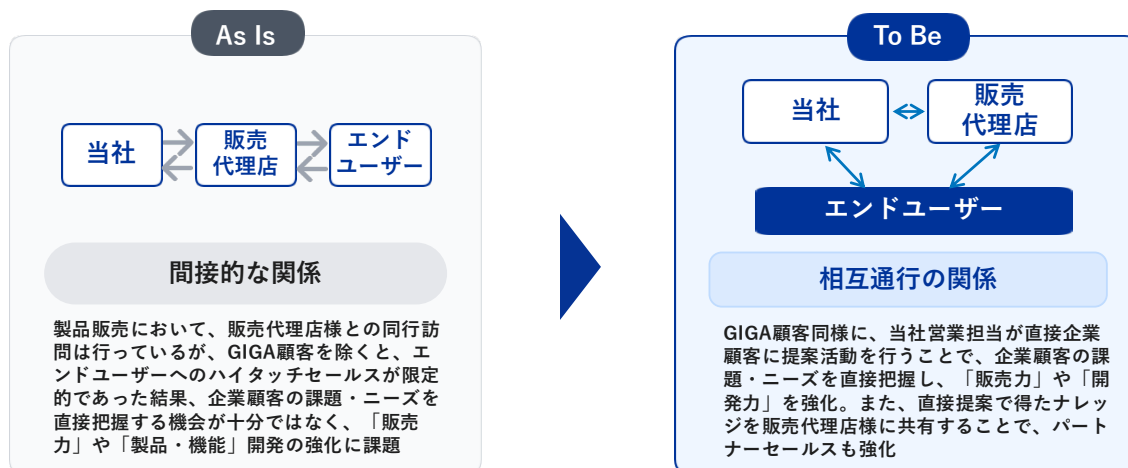 As Is
当社
販売
代理店
エンド
ユーザー
間接的な関係
製品販売において、販売代理店様との同行訪
問は行っているが、GIGA顧客を除くと、エ
ンドユーザーへのハイタッチセールスが限定
的であった結果、企業顧客の課題・ニーズを
直接把握する機会が十分ではなく、「販売
力」や「製品・機能」開発の強化に課題
To Be
当社
販売
代理店
エンドユーザー
相互通行の関係
GIGA顧客同様に、当社営業担当が直接企業
顧客に提案活動を行うことで、企業顧客の課
題・ニーズを直接把握し、「販売力」や「開
発力」を強化。また、直接提案で得たナレッ
ジを販売代理店様に共有することで、パート
ナーセールスも強化